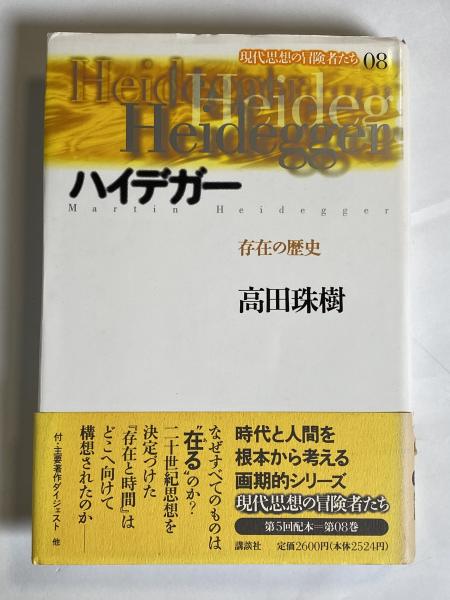 現代思想の冒険者たち 08
Heidegger
Heideg
Heidegger
ハイデガー
Martin Heidegger
存在の歴史
高田珠樹
時代と人間を
根本から考える
画期的シリーズ
現代思想の冒険者たち
第5回配本=第08巻
講談社 定価2600円(本体2524円)
なぜすべてのものは
“在る”のか?
二十世紀思想を
決定づけた
『存在と時間』は
どこへ向けて
構想されたのか──
付・主要著作ダイジェスト 他